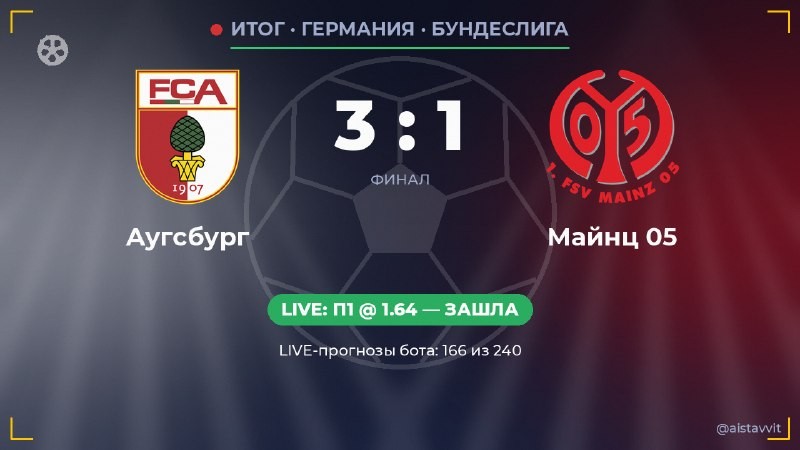 ИТОГ · ГЕРМАНИЯ · БУНДЕСЛИГА
FCA
1907
3 : 1
05
1. FSV MAINZ 05
ФИНАЛ
Аугсбург
Майнц 05
LIVE: П1 @ 1.64 — ЗАШЛА
LIVE-прогнозы бота: 166 из 240
@aistavvit